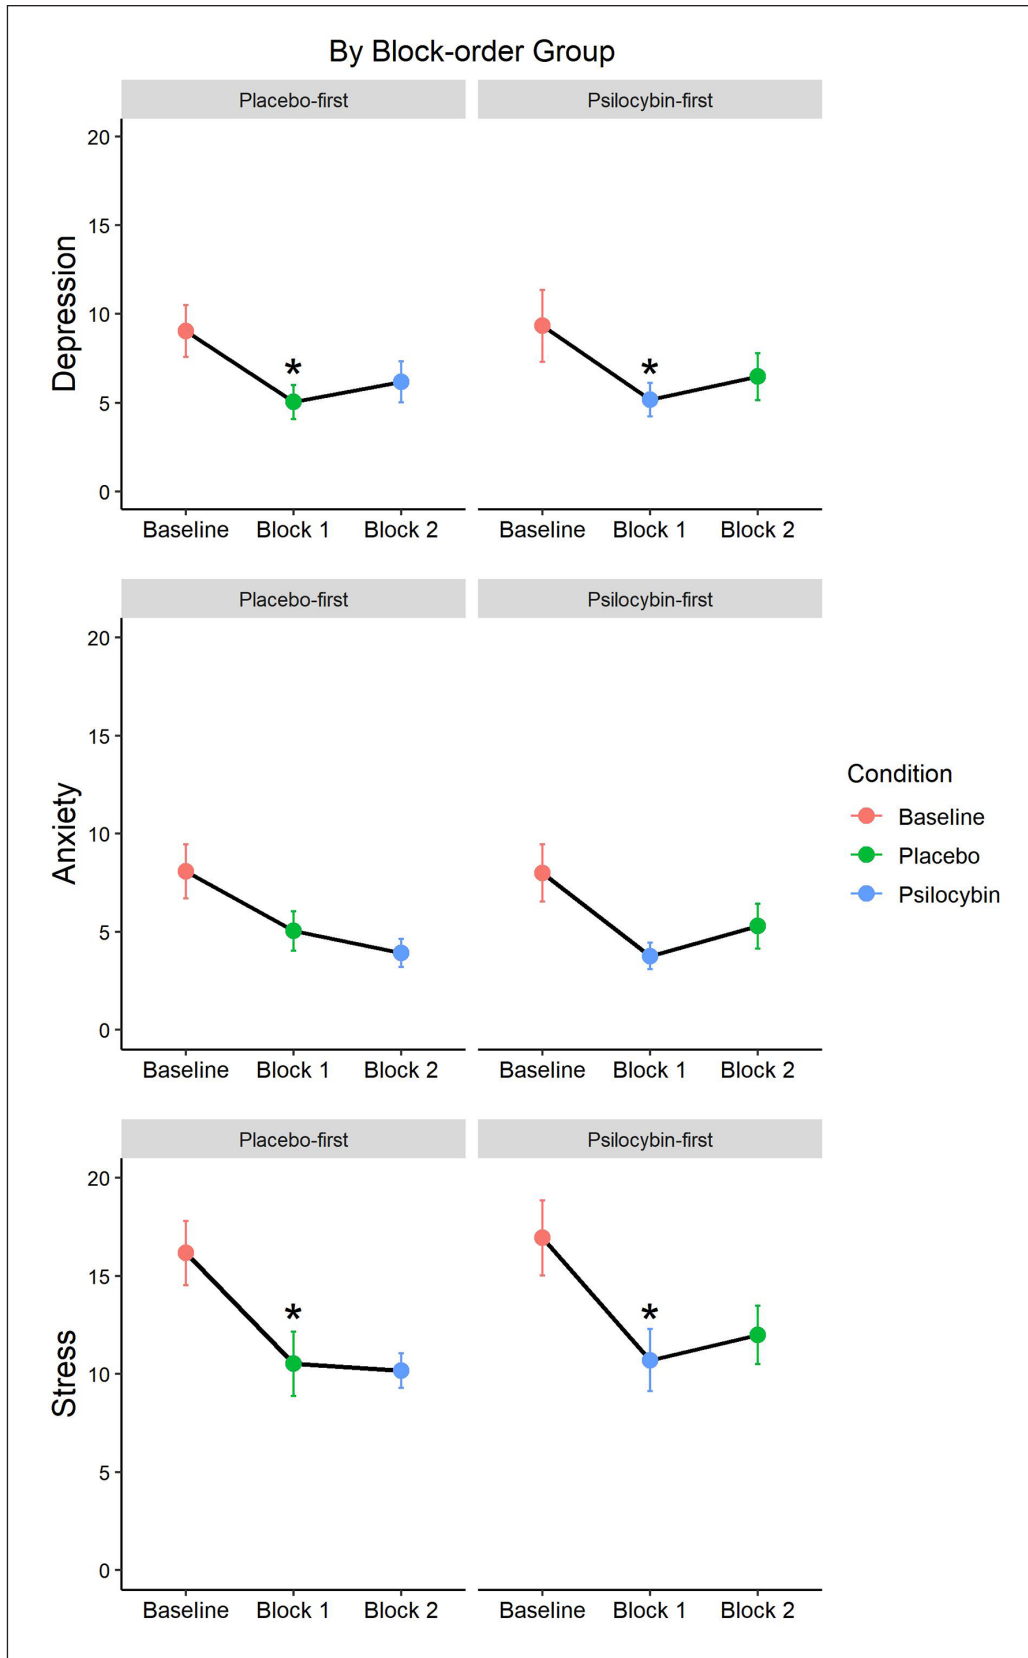 By Block-order Group
Placebo-first Psilocybin-first
Depression
20
15
10
5
0
*
*
Baseline Block 1 Block 2 Baseline Block 1 Block 2
Placebo-first Psilocybin-first
Anxiety
20
15
10
5
0
Baseline Block 1 Block 2 Baseline Block 1 Block 2
Condition
Baseline
Placebo
Psilocybin
Placebo-first Psilocybin-first
Stress
20
15
10
5
0
*
*
Baseline Block 1 Block 2 Baseline Block 1 Block 2